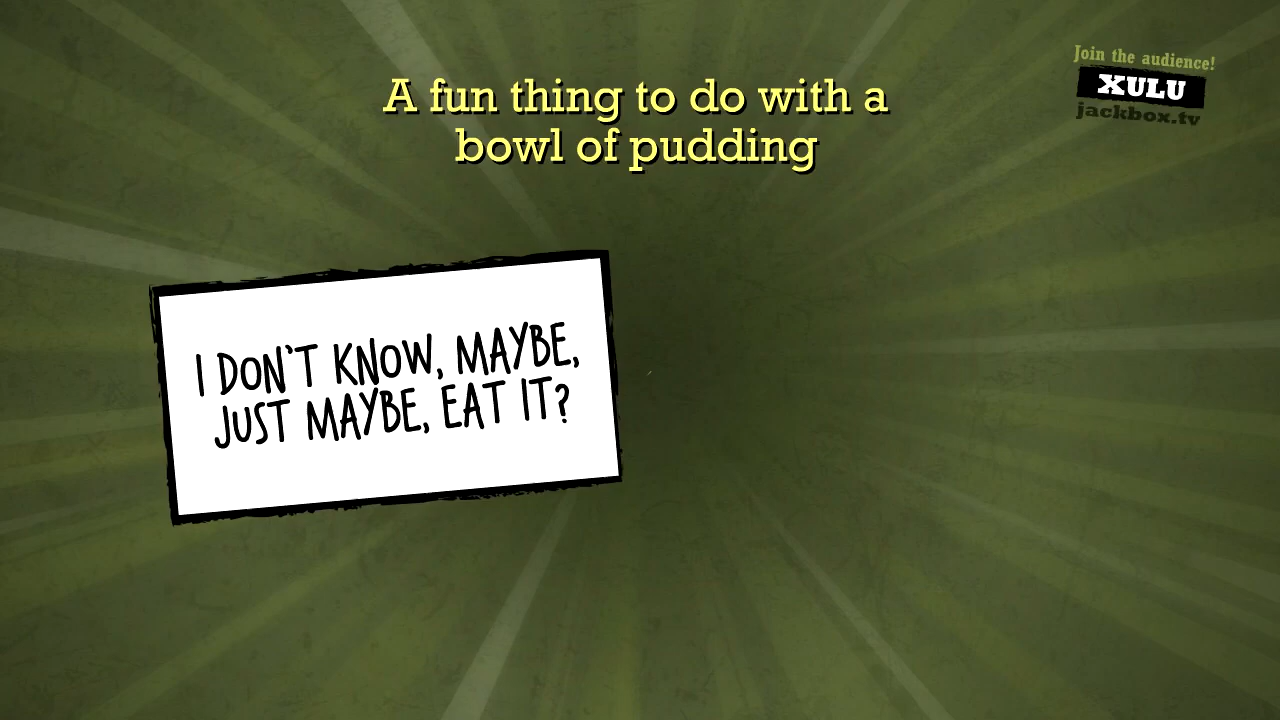 A fun thing to do with a
bowl of pudding
Join the audience!
XULU
jackbox.tv
I DON'T KNOW, MAYBE,
JUST MAYBE, EAT IT?